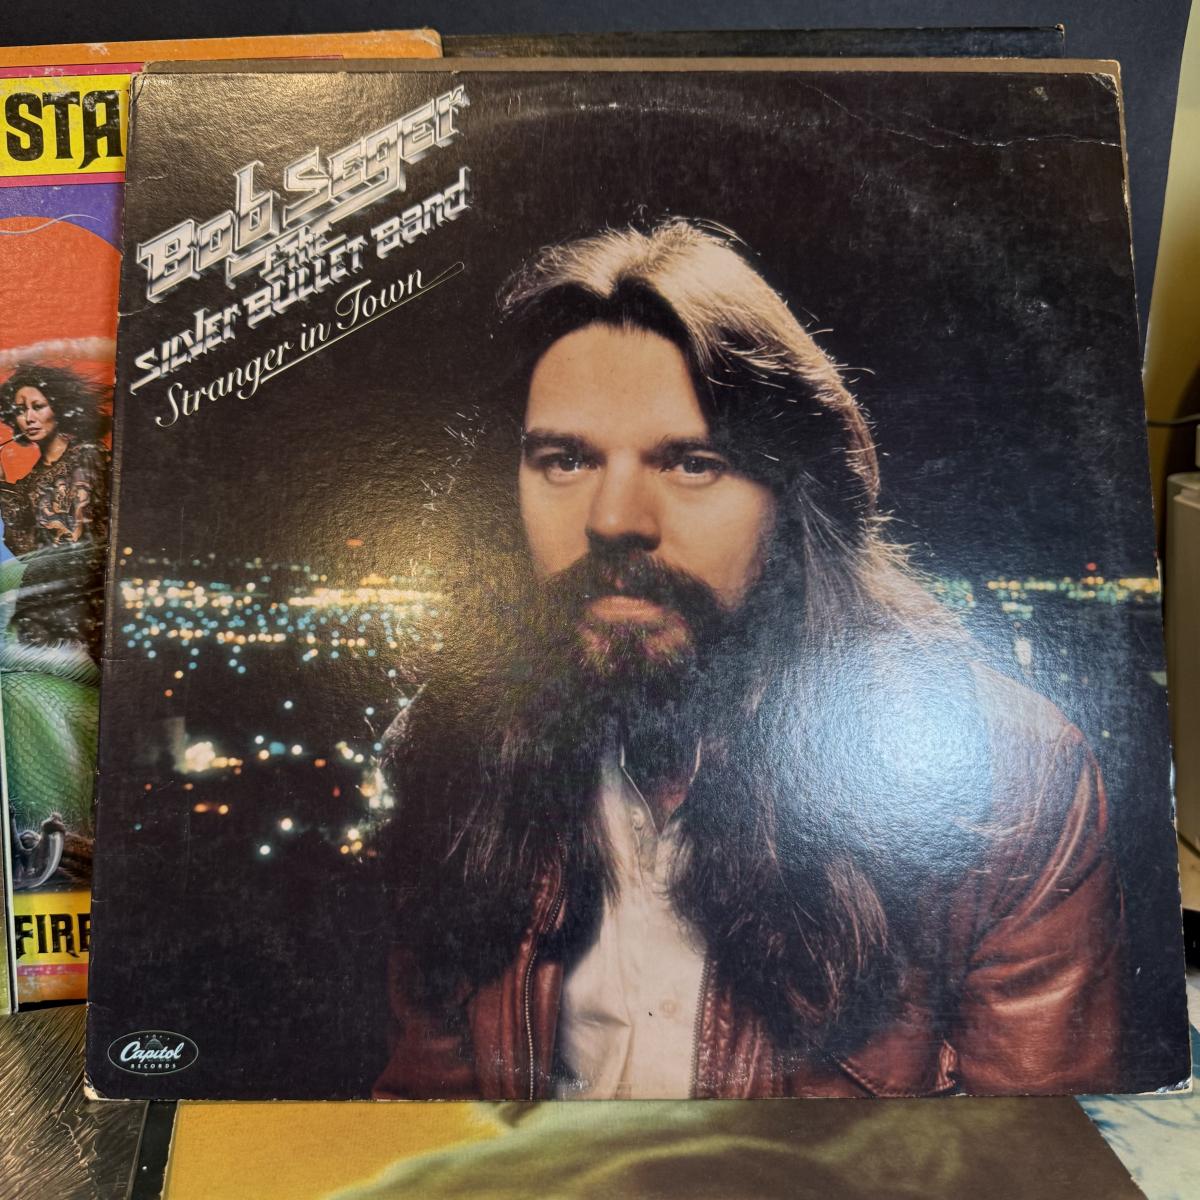 STA
Bob Seger
& The
Silver Bullet Band
Stranger in Town
FIRE
Capitol
RECORDS